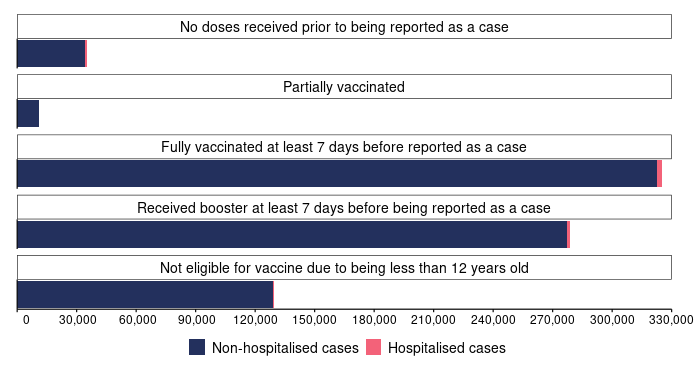 No doses received prior to being reported as a case
Partially vaccinated
Fully vaccinated at least 7 days before reported as a case
Received booster at least 7 days before being reported as a case
Not eligible for vaccine due to being less than 12 years old
0 30,000 60,000 90,000 120,000 150,000 180,000 210,000 240,000 270,000 300,000 330,000
Non-hospitalised cases Hospitalised cases